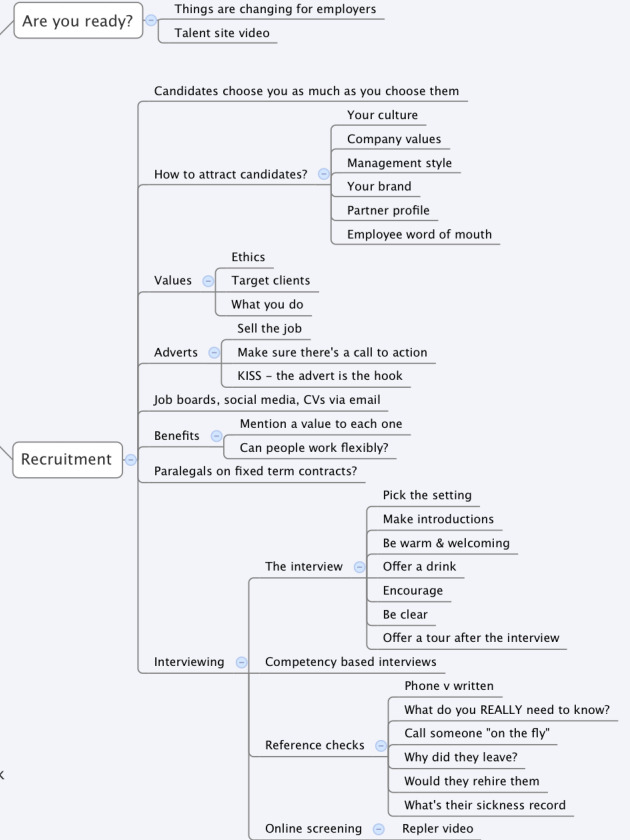 Are you ready?
Things are changing for employers
Talent site video
Recruitment
Candidates choose you as much as you choose them
How to attract candidates?
Your culture
Company values
Management style
Your brand
Partner profile
Employee word of mouth
Values
Ethics
Target clients
What you do
Adverts
Sell the job
Make sure there's a call to action
KISS - the advert is the hook
Job boards, social media, CVs via email
Benefits
Mention a value to each one
Can people work flexibly?
Paralegals on fixed term contracts?
Interviewing
The interview
Pick the setting
Make introductions
Be warm & welcoming
Offer a drink
Encourage
Be clear
Offer a tour after the interview
Competency based interviews
Reference checks
Phone v written
What do you REALLY need to know?
Call someone "on the fly"
Why did they leave?
Would they rehire them
What's their sickness record
Online screening
Repler video